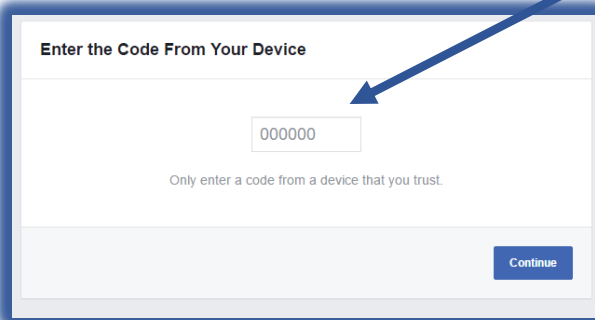 Enter the Code From Your Device
000000
Only enter a code from a device that you trust.
Continue